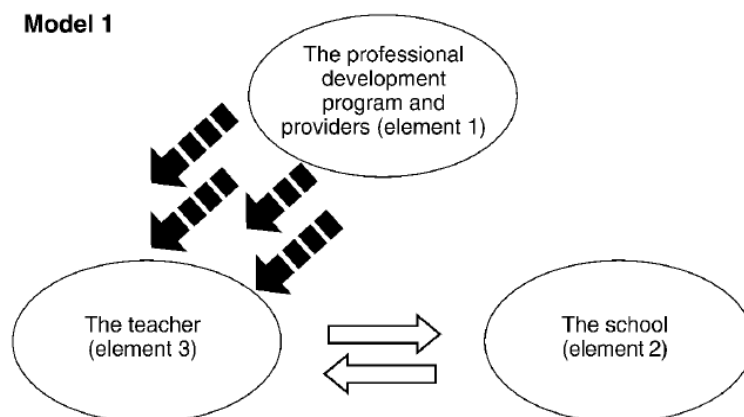 Model 1
The professional
development
program and
providers (element 1)
The teacher
(element 3)
The school
(element 2)